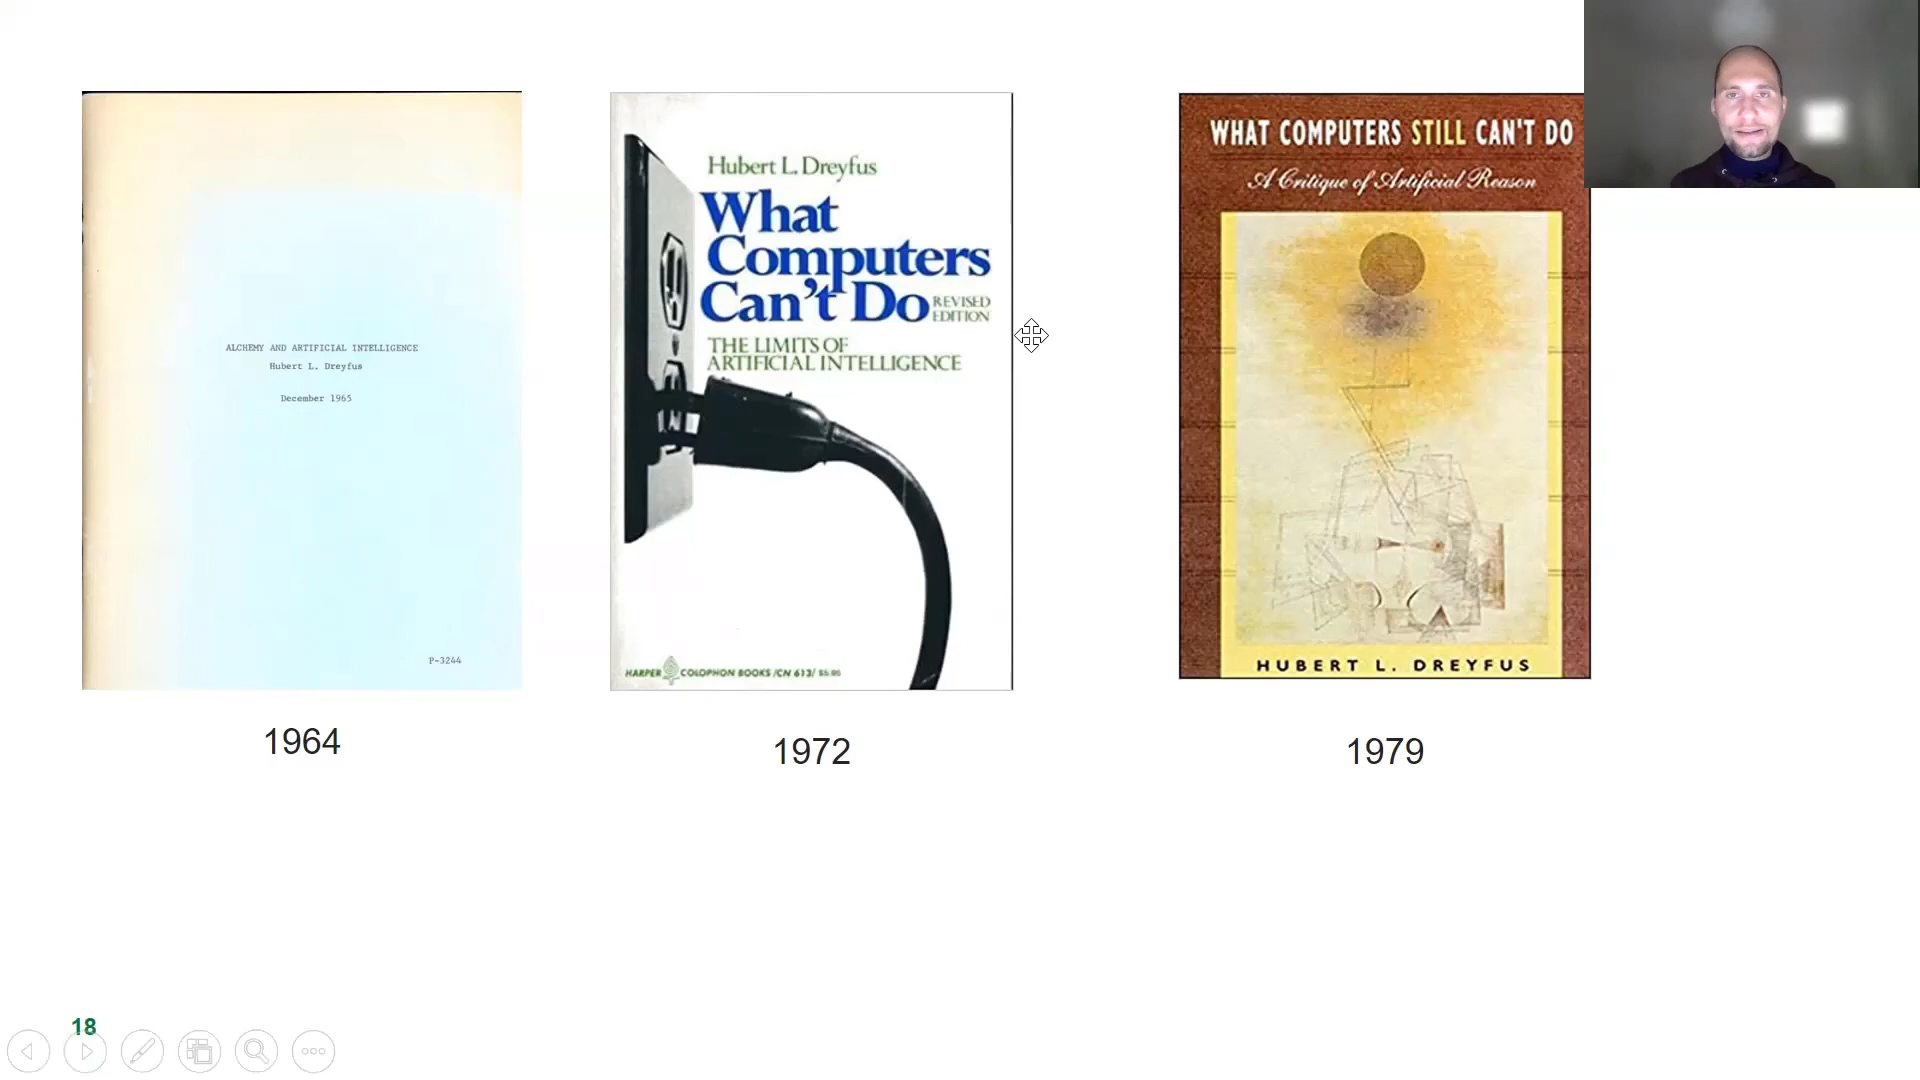 ALCHEMY AND ARTIFICIAL INTELLIGENCE
Hubert L. Dreyfus
December 1965
P-3244
1964
Hubert L. Dreyfus
What
Computers
Can't Do
REVISED
EDITION
THE LIMITS OF
ARTIFICIAL INTELLIGENCE
HARPER COLOPHON BOOKS /CN 613/ $5.95
1972
WHAT COMPUTERS STILL CAN'T DO
A Critique of Artificial Reason
HUBERT L. DREYFUS
1979
18